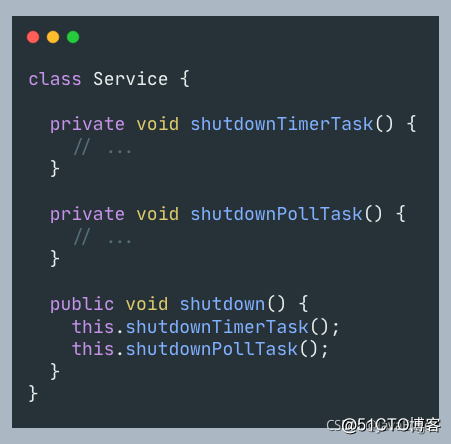 class Service {
  private void shutdownTimerTask() {
    // ...
  }
  private void shutdownPollTask() {
    // ...
  }
  public void shutdown() {
    this.shutdownTimerTask();
    this.shutdownPollTask();
  }
}
@51CTO博客